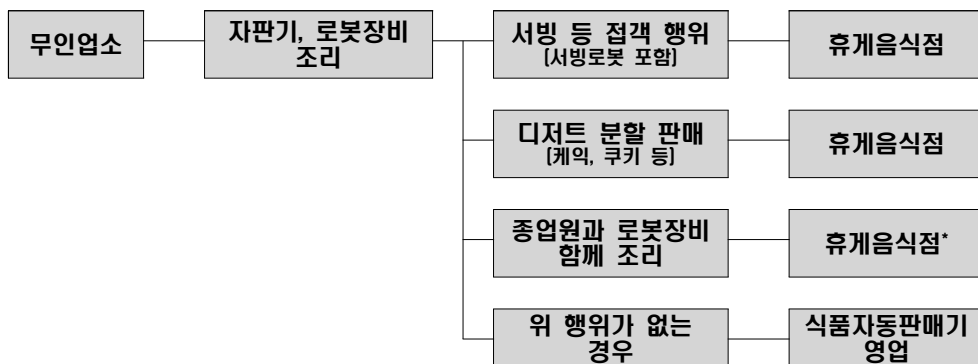 무인업소
자판기, 로봇장비
조리
서빙 등 접객 행위
(서빙로봇 포함)
휴게음식점
디저트 분할 판매
(케익, 쿠키 등)
휴게음식점
종업원과 로봇장비
함께 조리
휴게음식점*
위 행위가 없는
경우
식품자동판매기
영업